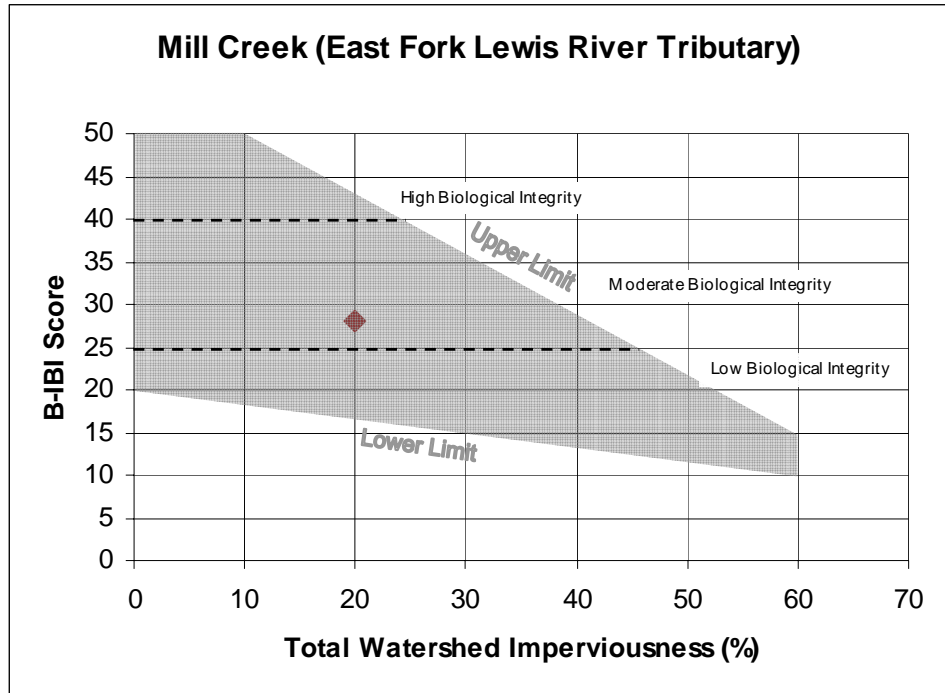 Mill Creek (East Fork Lewis River Tributary)
50
45
40
35
30
25
20
15
10
5
0
B-IBI Score
High Biological Integrity
Upper Limit
Moderate Biological Integrity
Low Biological Integrity
Lower Limit
0 10 20 30 40 50 60 70
Total Watershed Imperviousness (%)